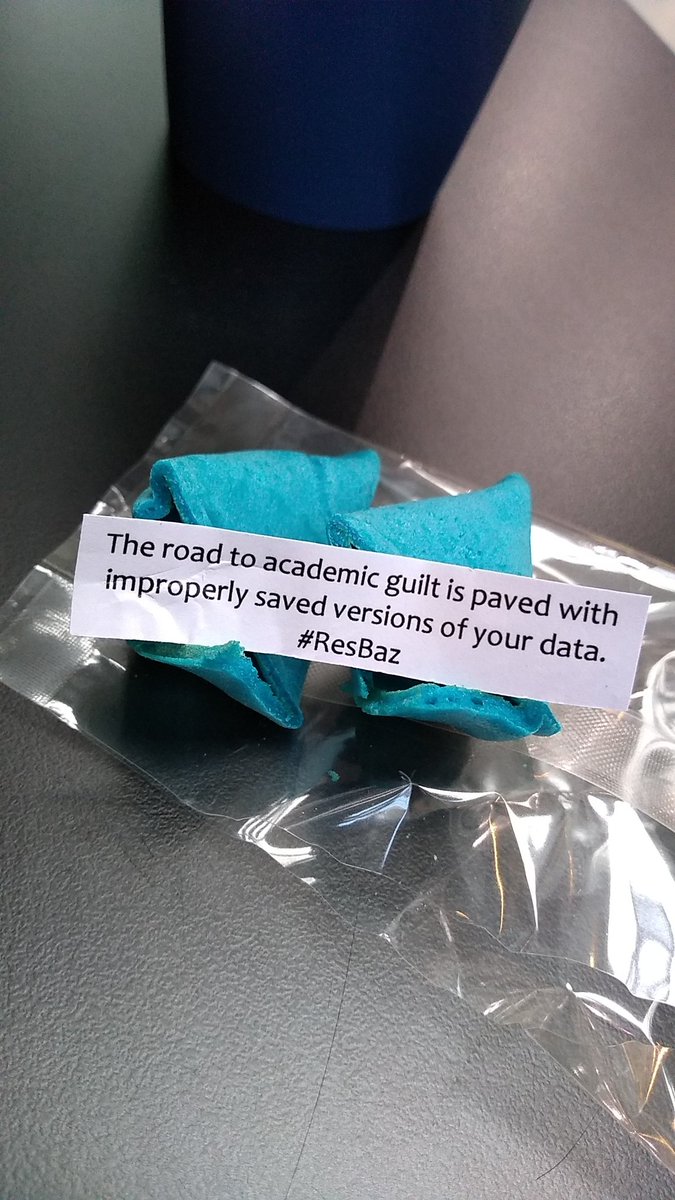 The road to academic guilt is paved with
improperly saved versions of your data.
#ResBaz